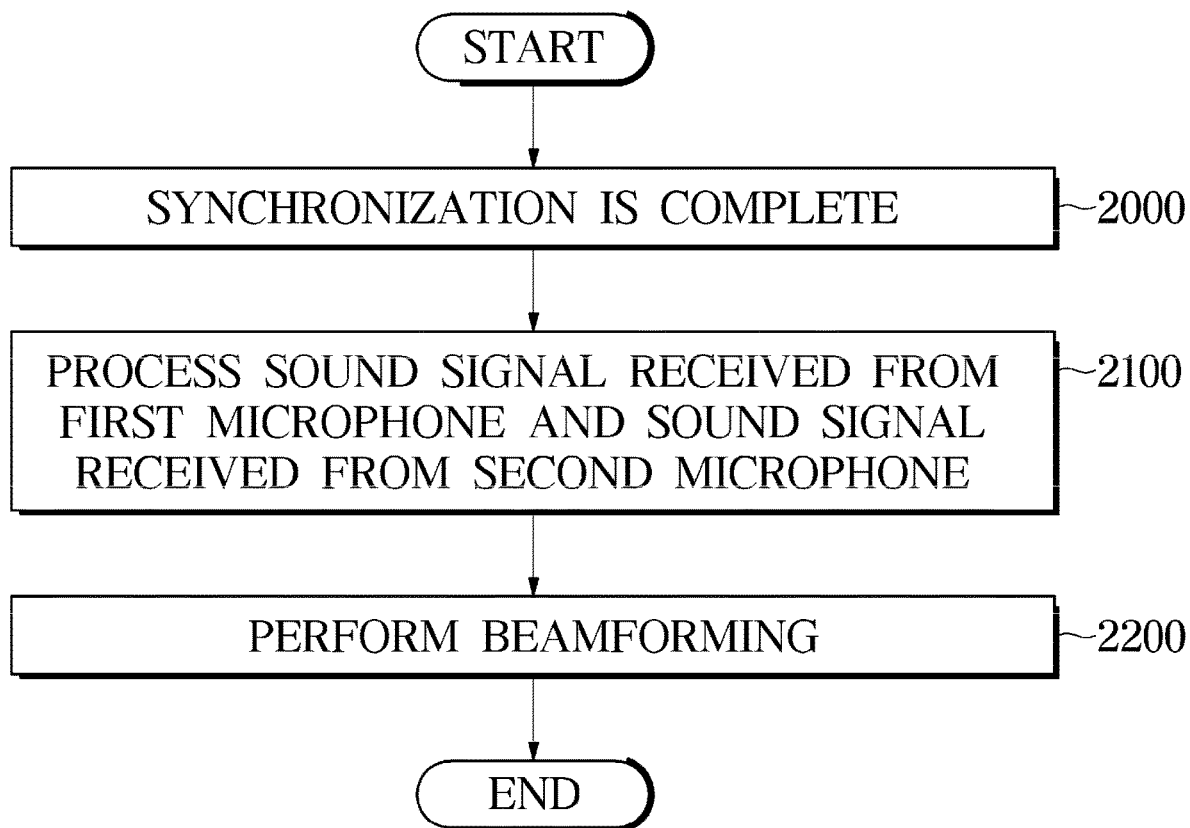 START
SYNCHRONIZATION IS COMPLETE
2000
PROCESS SOUND SIGNAL RECEIVED FROM
FIRST MICROPHONE AND SOUND SIGNAL
RECEIVED FROM SECOND MICROPHONE
2100
PERFORM BEAMFORMING
2200
END